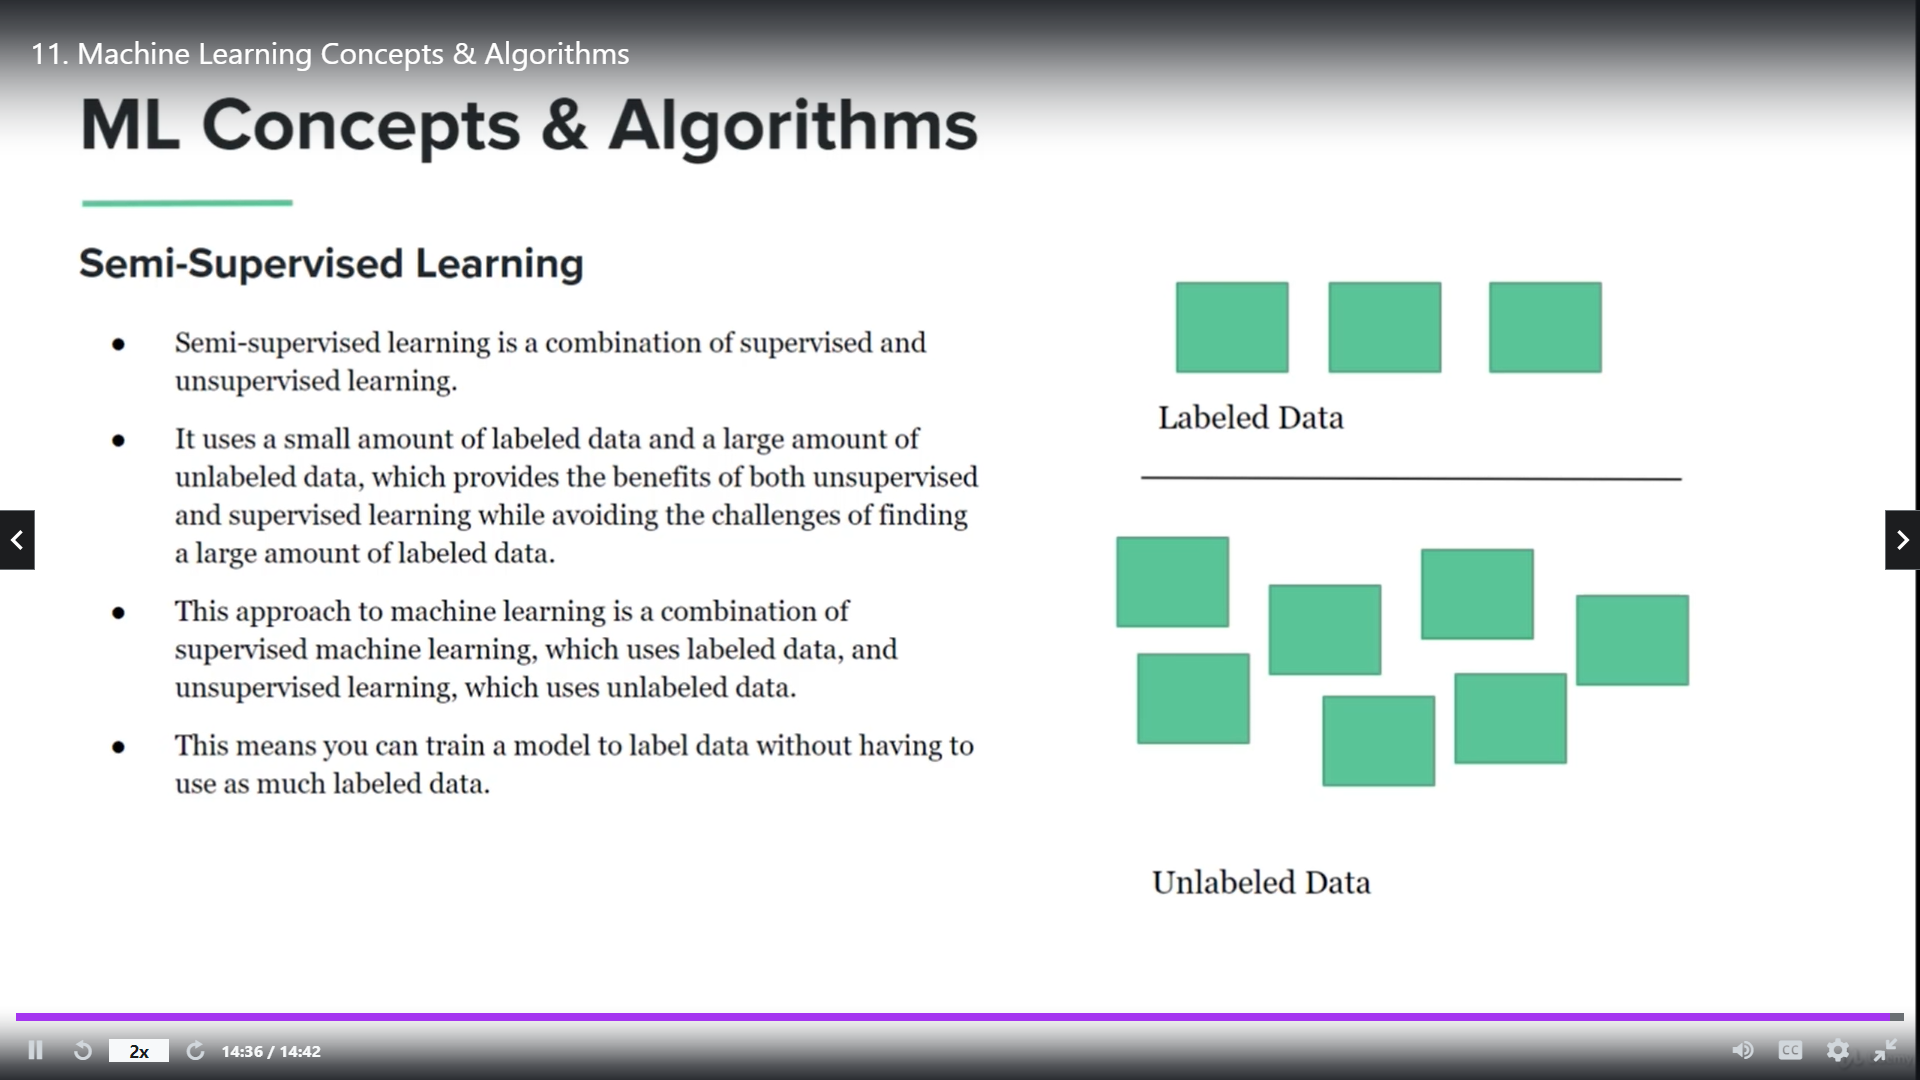 11. Machine Learning Concepts & Algorithms
ML Concepts & Algorithms
Semi-Supervised Learning
● Semi-supervised learning is a combination of supervised and
unsupervised learning.
● It uses a small amount of labeled data and a large amount of
unlabeled data, which provides the benefits of both unsupervised
and supervised learning while avoiding the challenges of finding
a large amount of labeled data.
● This approach to machine learning is a combination of
supervised machine learning, which uses labeled data, and
unsupervised learning, which uses unlabeled data.
● This means you can train a model to label data without having to
use as much labeled data.
Labeled Data
Unlabeled Data
2x
14:36 / 14:42
CC